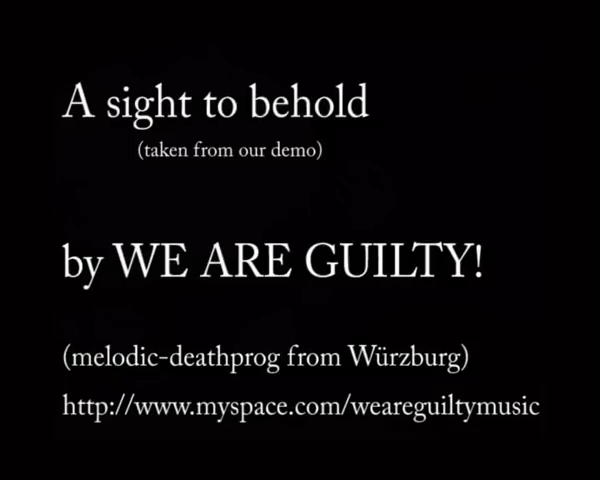 A sight to behold
(taken from our demo)
by WE ARE GUILTY!
(melodic-deathprog from Würzburg)
http://www.myspace.com/weareguiltymusic